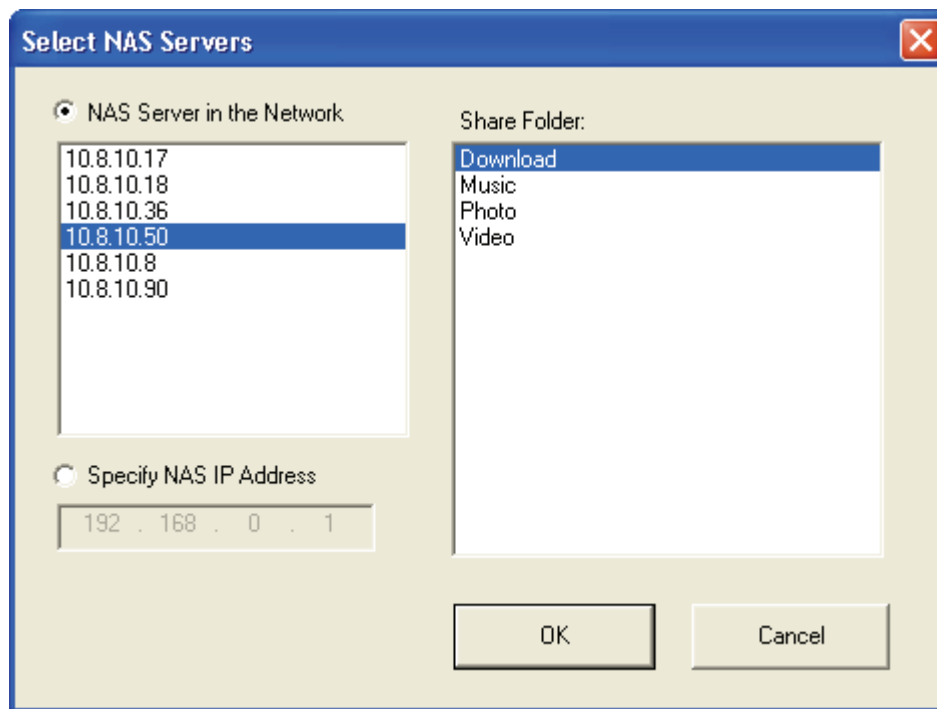 Select NAS Servers
NAS Server in the Network
10.8.10.17
10.8.10.18
10.8.10.36
10.8.10.50
10.8.10.8
10.8.10.90
Specify NAS IP Address
192 . 168 . 0 . 1
Share Folder:
Download
Music
Photo
Video
OK
Cancel